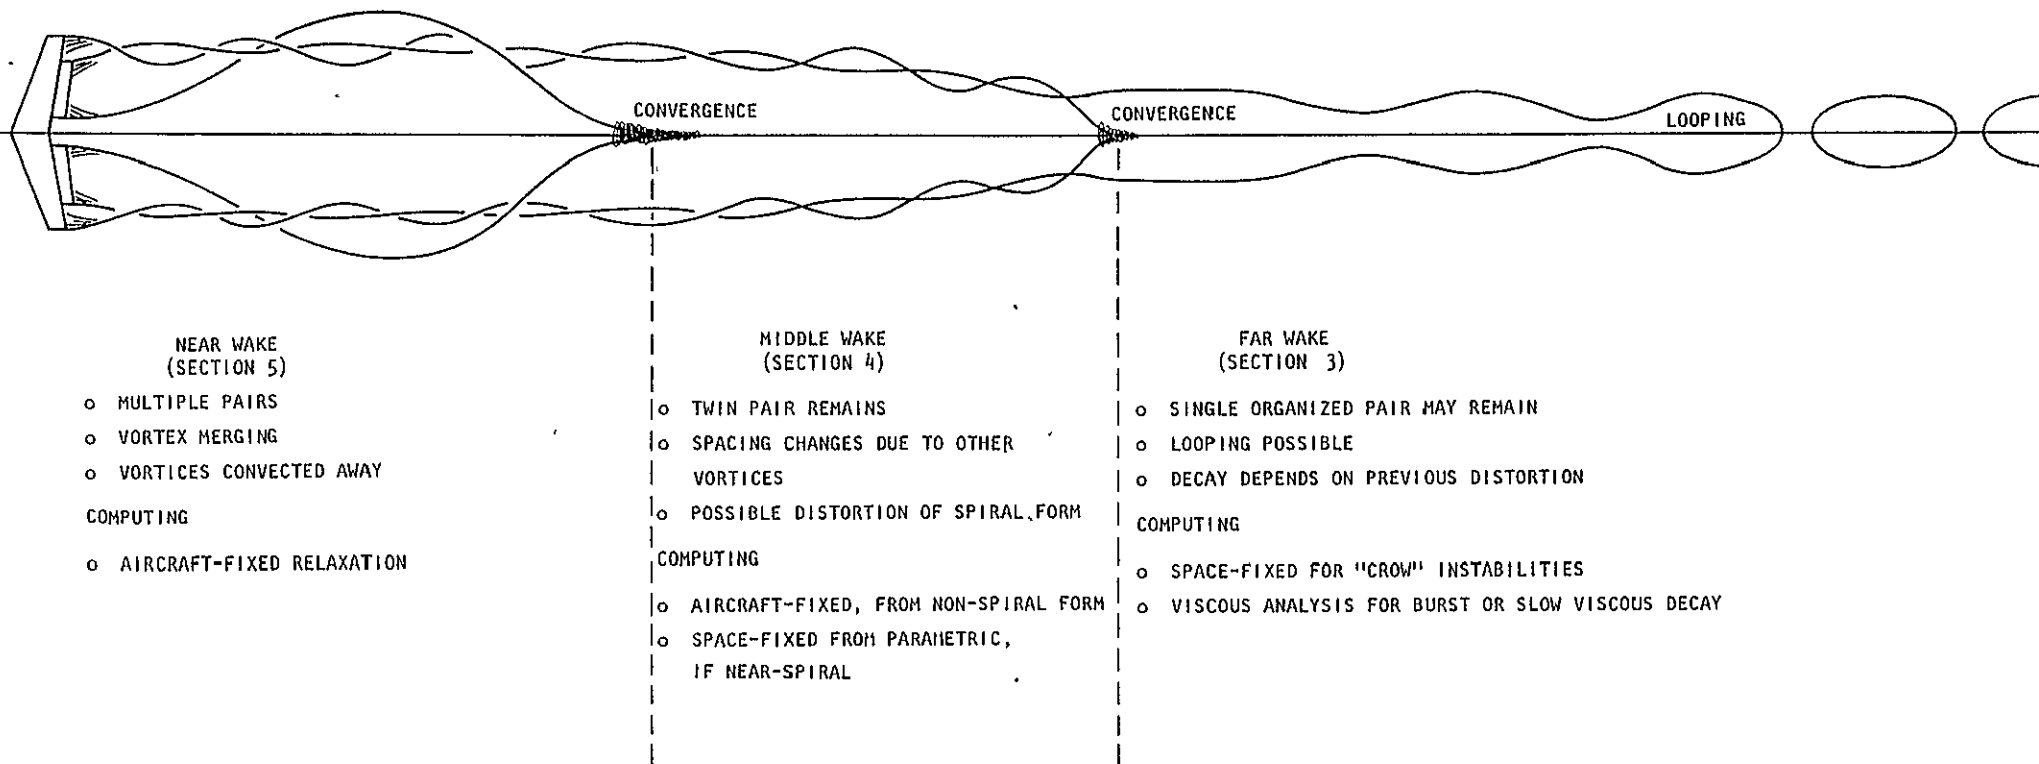 CONVERGENCE
CONVERGENCE
LOOPING
NEAR WAKE
(SECTION 5)
o MULTIPLE PAIRS
o VORTEX MERGING
o VORTICES CONVECTED AWAY
COMPUTING
o AIRCRAFT-FIXED RELAXATION
MIDDLE WAKE
(SECTION 4)
o TWIN PAIR REMAINS
o SPACING CHANGES DUE TO OTHER
VORTICES
o POSSIBLE DISTORTION OF SPIRAL FORM
COMPUTING
o AIRCRAFT-FIXED, FROM NON-SPIRAL FORM
o SPACE-FIXED FROM PARAMETRIC,
IF NEAR-SPIRAL
FAR WAKE
(SECTION 3)
o SINGLE ORGANIZED PAIR MAY REMAIN
o LOOPING POSSIBLE
o DECAY DEPENDS ON PREVIOUS DISTORTION
COMPUTING
o SPACE-FIXED FOR "CROW" INSTABILITIES
o VISCOUS ANALYSIS FOR BURST OR SLOW VISCOUS DECAY